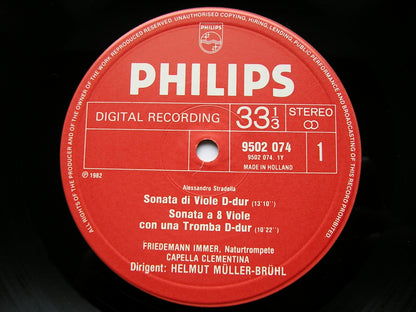 ALL RIGHTS OF THE PRODUCER AND OF THE OWNER OF THE WORK REPRODUCED RESERVED. UNAUTHORISED COPYING, HIRING, LENDING, PUBLIC PERFORMANCE AND BROADCASTING OF THIS RECORD PROHIBITED.
PHILIPS
PHILIPS
DIGITAL RECORDING
33 1/3
STEREO
9502 074
9502 074.1Y
MADE IN HOLLAND
1
℗ 1982
Alessandro Stradella
Sonata di Viole D-dur (13'10")
Sonata a 8 Viole
con una Tromba D-dur (10'22")
FRIEDEMANN IMMER, Naturtrompete
CAPELLA CLEMENTINA
Dirigent: HELMUT MÜLLER-BRÜHL